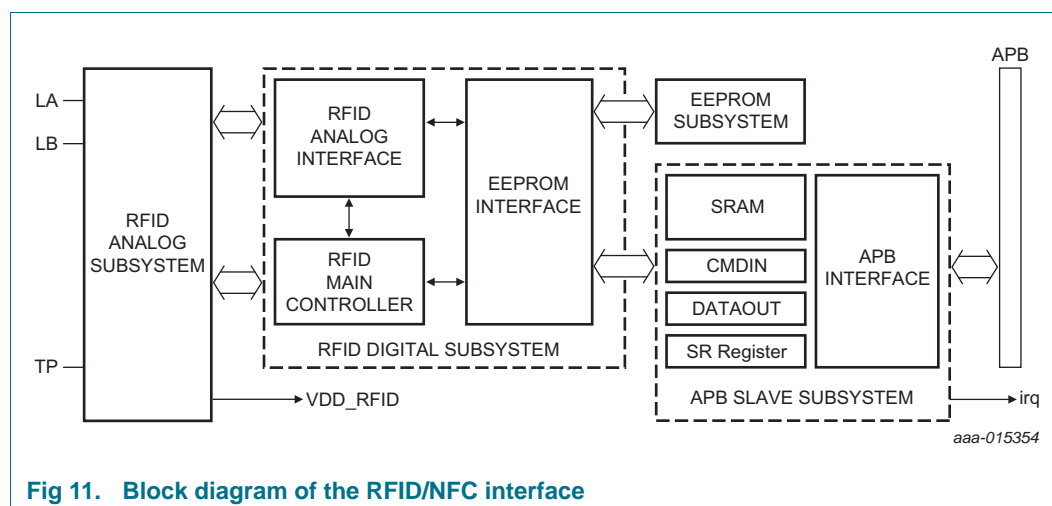 APB
LA
LB
TP
RFID
ANALOG
SUBSYSTEM
RFID
ANALOG
INTERFACE
RFID
MAIN
CONTROLLER
EEPROM
INTERFACE
RFID DIGITAL SUBSYSTEM
VDD_RFID
EEPROM
SUBSYSTEM
SRAM
CMDIN
DATAOUT
SR Register
APB
INTERFACE
APB SLAVE SUBSYSTEM
irq
aaa-015354
Fig 11. Block diagram of the RFID/NFC interface